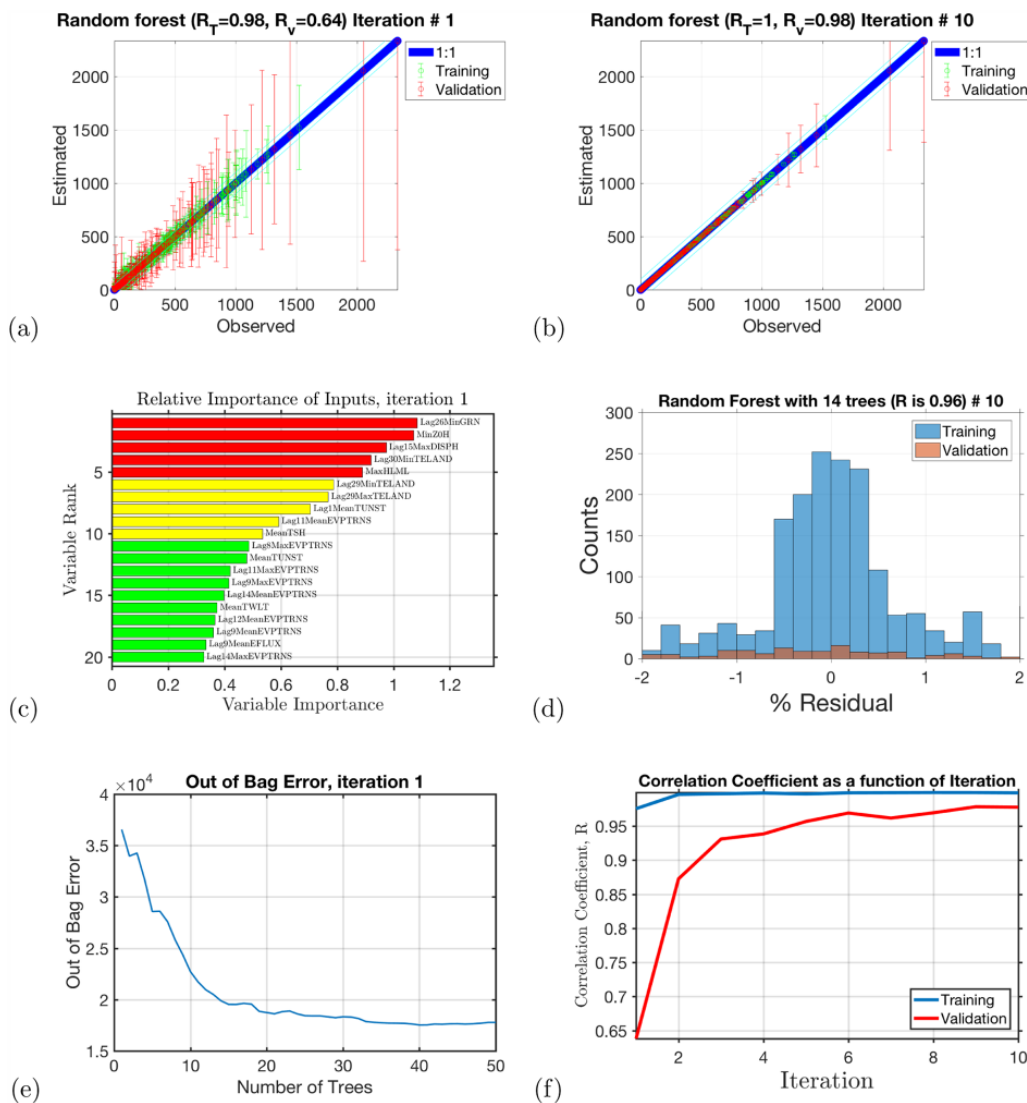 Random forest (R_T=0.98, R_v=0.64) Iteration # 1
2000
1500
1000
500
0
Estimated
0 500 1000 1500 2000
Observed
1:1
Training
Validation
(a)
Random forest (R_T=1, R_v=0.98) Iteration # 10
2000
1500
1000
500
0
Estimated
0 500 1000 1500 2000
Observed
1:1
Training
Validation
(b)
Relative Importance of Inputs, iteration 1
Lag26MinGRN
MinZ0H
Lag15MaxDISPH
Lag30MinTELAND
MaxHLML
Lag29MinTELAND
Lag29MaxTELAND
Lag1MeanTUNST
Lag11MeanEVPTRNS
MeanTSH
Lag8MaxEVPTRNS
MeanTUNST
Lag11MaxEVPTRNS
Lag9MaxEVPTRNS
Lag14MeanEVPTRNS
MeanTWLT
Lag12MeanEVPTRNS
Lag9MeanEVPTRNS
Lag9MeanEFLUX
Lag14MaxEVPTRNS
5
10
15
20
Variable Rank
0 0.2 0.4 0.6 0.8 1 1.2
Variable Importance
(c)
Random Forest with 14 trees (R is 0.96) # 10
300
250
200
150
100
50
0
Counts
-2 -1 0 1 2
% Residual
Training
Validation
(d)
Out of Bag Error, iteration 1
×10^4
4
3.5
3
2.5
2
1.5
Out of Bag Error
0 10 20 30 40 50
Number of Trees
(e)
Correlation Coefficient as a function of Iteration
0.95
0.9
0.85
0.8
0.75
0.7
0.65
Correlation Coefficient, R
2 4 6 8 10
Iteration
Training
Validation
(f)